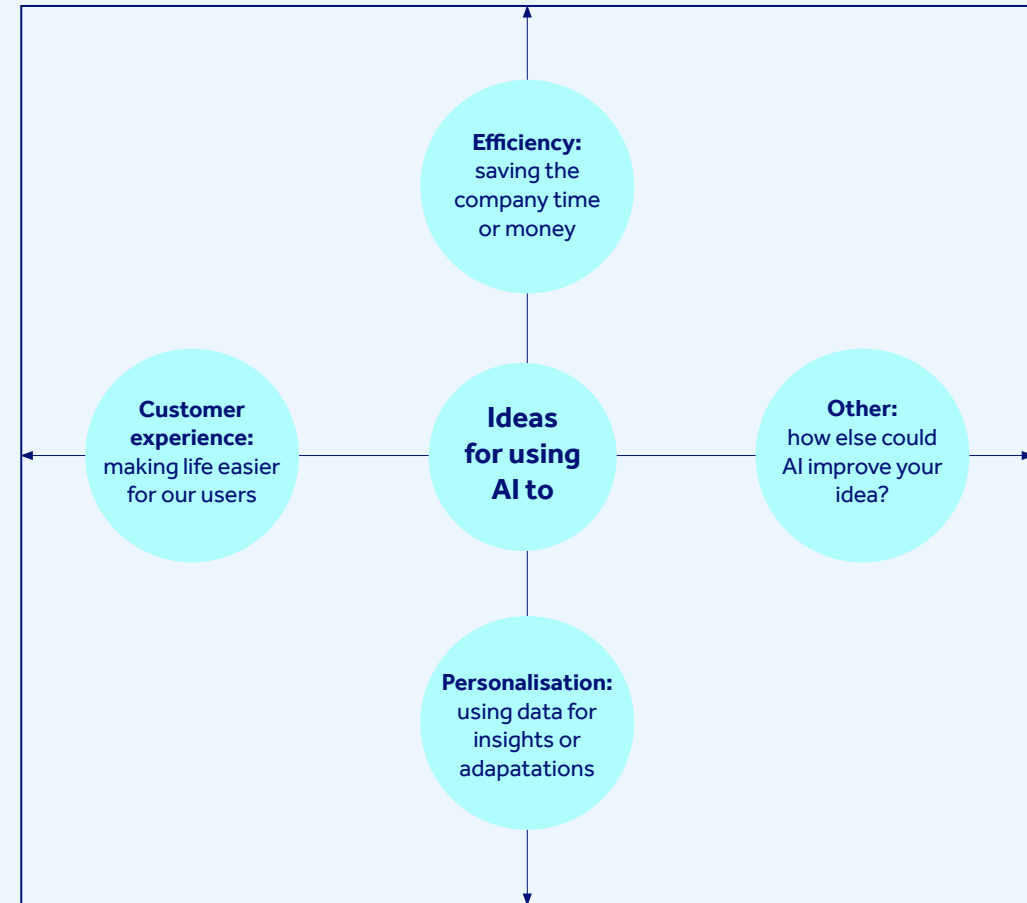 Efficiency:
saving the
company time
or money
Customer
experience:
making life easier
for our users
Ideas
for using
AI to
Other:
how else could
AI improve your
idea?
Personalisation:
using data for
insights or
adapatations